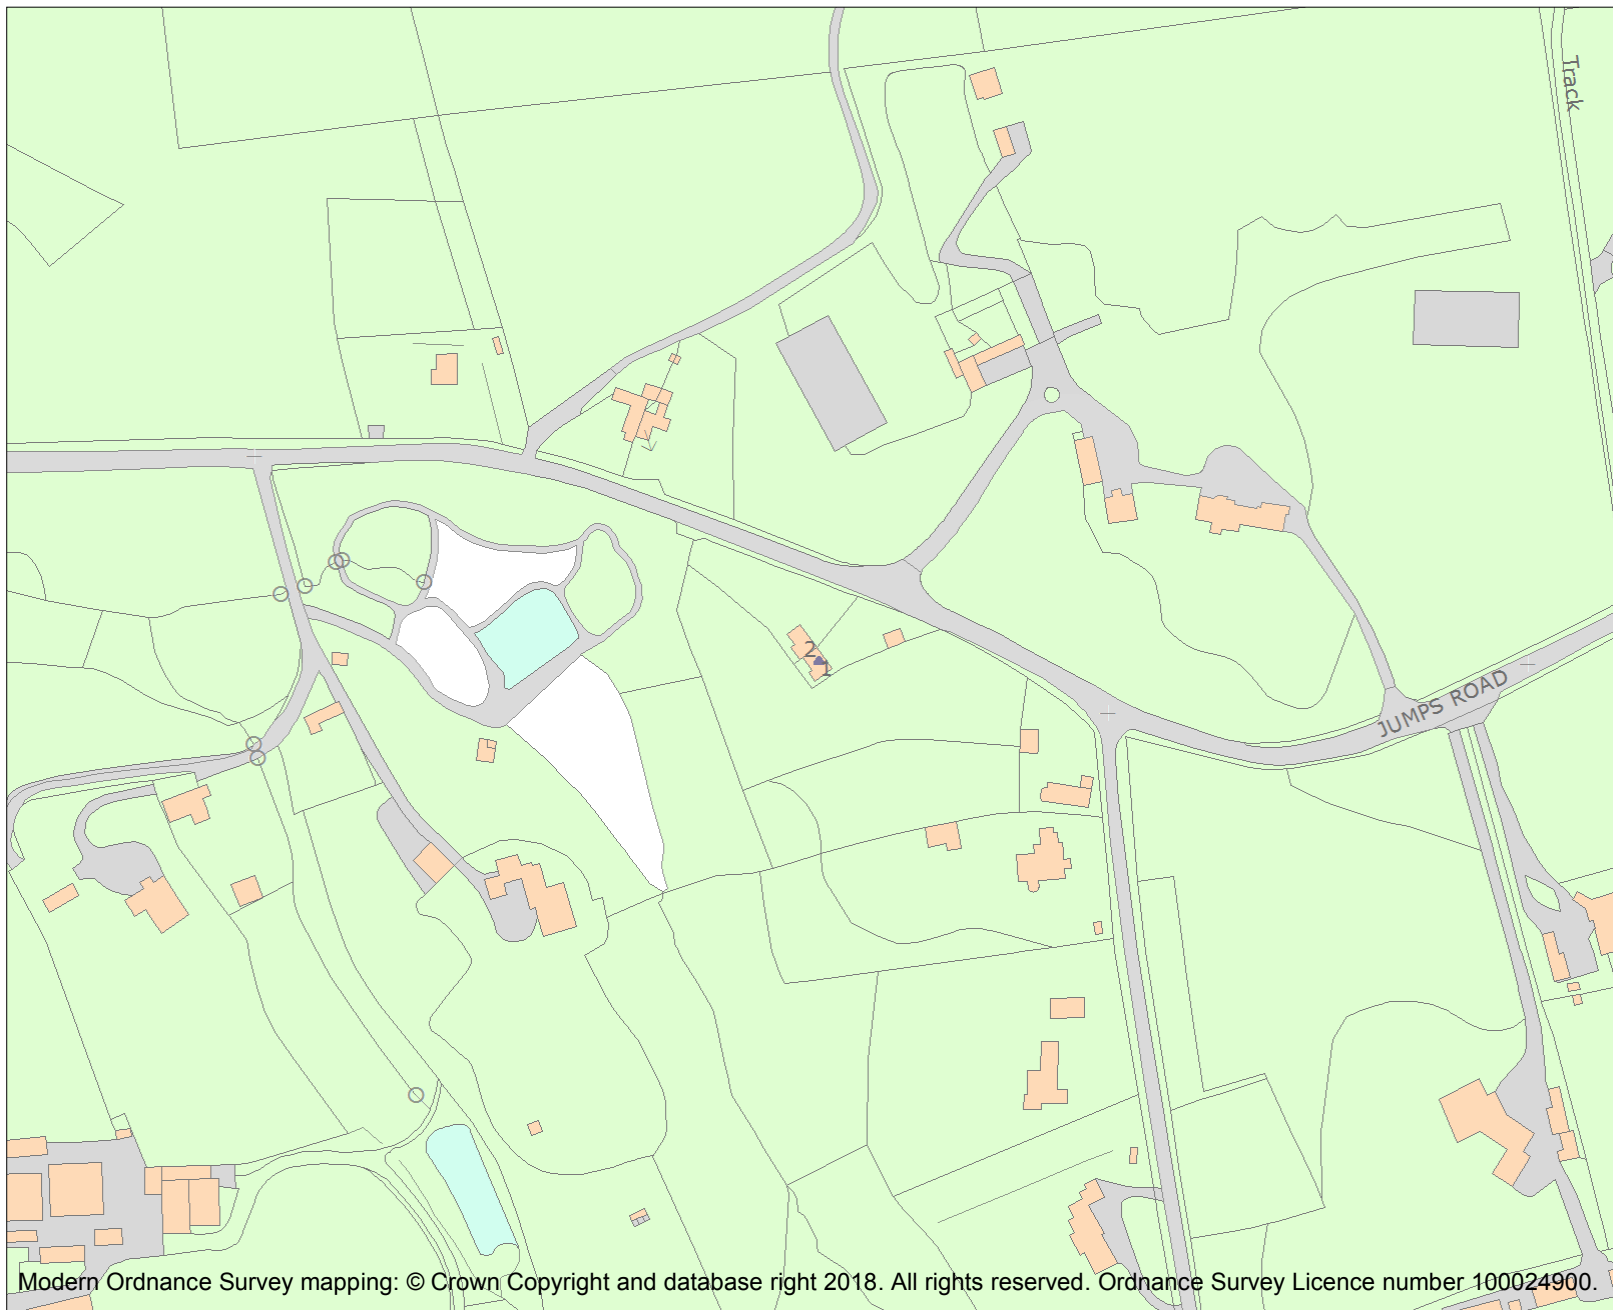 Track
2
1
JUMPS ROAD
Modern Ordnance Survey mapping: © Crown Copyright and database right 2018. All rights reserved. Ordnance Survey Licence number 100024900.